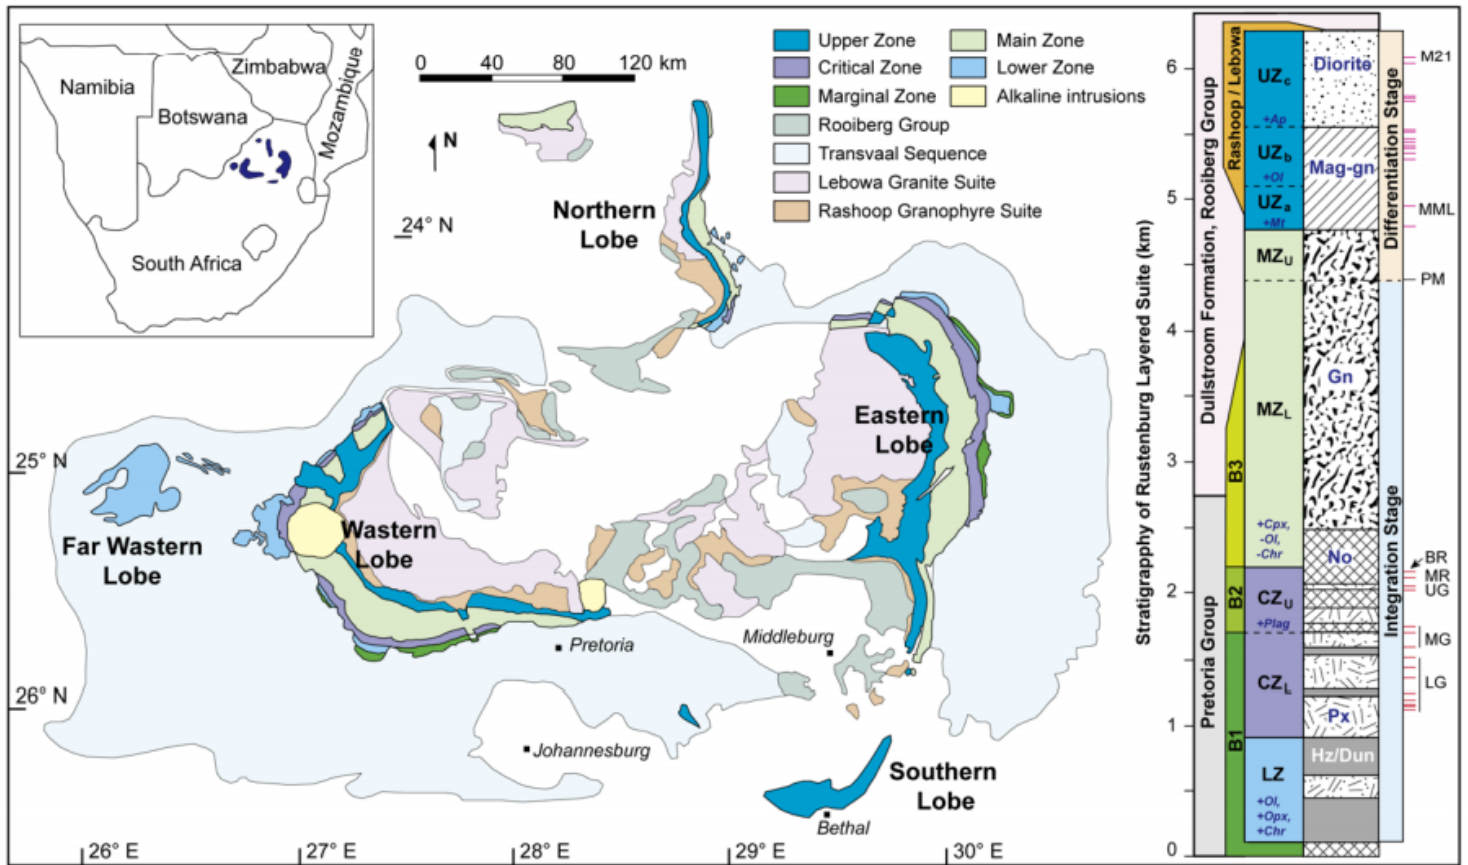 Namibia
Zimbabwe
Botswana
Mozambique
South Africa
0 40 80 120 km
N
Upper Zone
Main Zone
Critical Zone
Lower Zone
Marginal Zone
Alkaline intrusions
Rooiberg Group
Transvaal Sequence
Lebowa Granite Suite
Rashoop Granophyre Suite
Northern
Lobe
24° N
25° N
26° N
Far Wastern
Lobe
Wastern
Lobe
Eastern
Lobe
Southern
Lobe
Pretoria
Middleburg
Johannesburg
Bethal
26° E
27° E
28° E
29° E
30° E
Stratigraphy of Rustenburg Layered Suite (km)
6
5
4
3
2
1
0
Dullstroom Formation, Rooiberg Group
Pretoria Group
Rashoop / Lebowa
B3
B2
B1
UZc
+Ap
UZb
+Ol
UZa
+Mt
MZU
MZL
+Cpx,
-Ol,
-Chr
CZU
+Plag
CZL
LZ
+Ol,
+Opx,
+Chr
Diorite
Mag-gn
Gn
No
Px
Hz/Dun
Differentiation Stage
Integration Stage
M21
MML
PM
BR
MR
UG
MG
LG